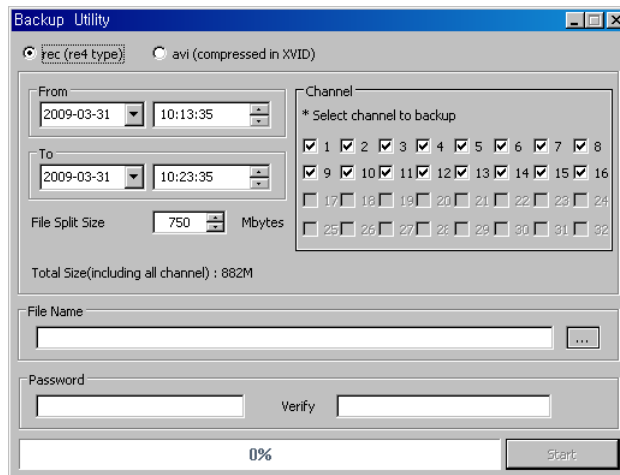 Backup Utility
rec (re4 type) avi (compressed in XVID)
From
2009-03-31 10:13:35
To
2009-03-31 10:23:35
File Split Size 750 Mbytes
Channel
* Select channel to backup
1 2 3 4 5 6 7 8
9 10 11 12 13 14 15 16
17 18 19 20 21 22 23 24
25 26 27 28 29 30 31 32
Total Size(including all channel) : 882M
File Name
...
Password
Verify
0% Start